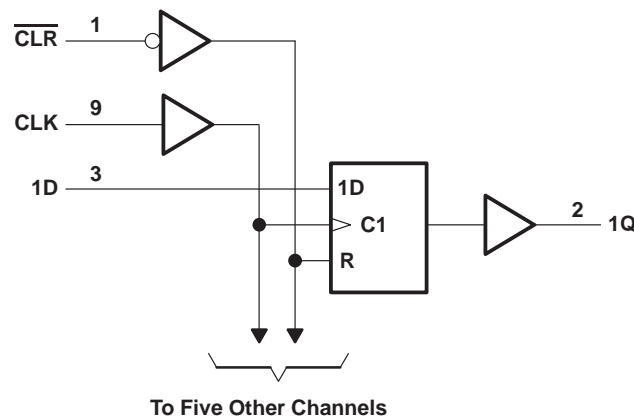 CLR 1
CLK 9
1D 3
1D
C1
R
2 1Q
To Five Other Channels